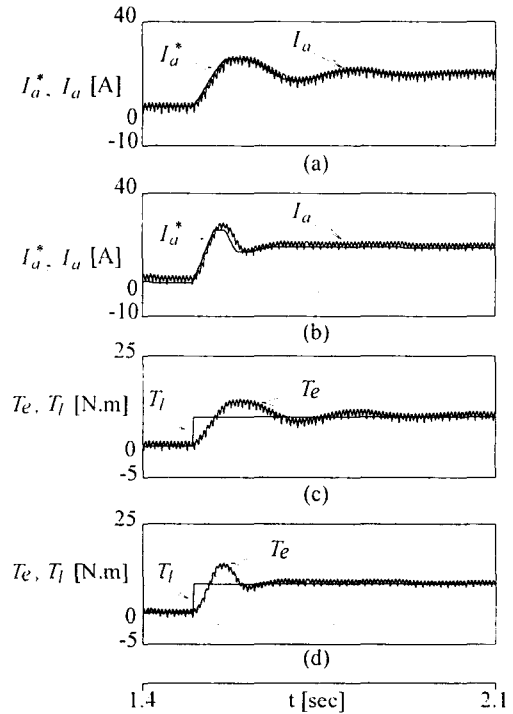 40
I_a^*
I_a
I_a^*, I_a [A]
0
-10
(a)
40
I_a^*
I_a
I_a^*, I_a [A]
0
-10
(b)
25
T_l
T_e
T_e, T_l [N.m]
0
-5
(c)
25
T_l
T_e
T_e, T_l [N.m]
0
-5
(d)
1.4 t [sec] 2.1